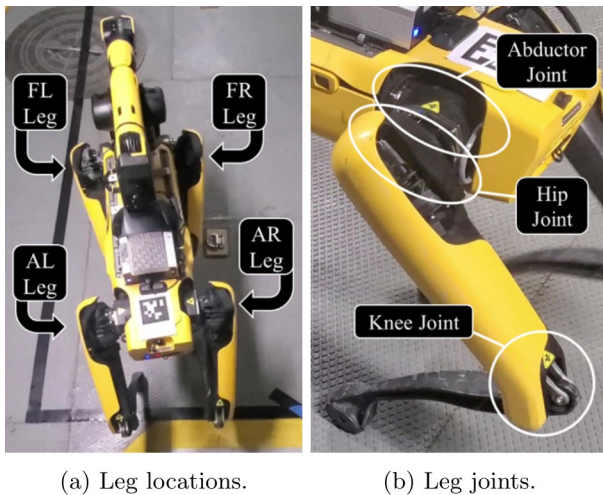 FL
Leg
FR
Leg
AL
Leg
AR
Leg
Abductor
Joint
Hip
Joint
Knee Joint
(a) Leg locations.
(b) Leg joints.